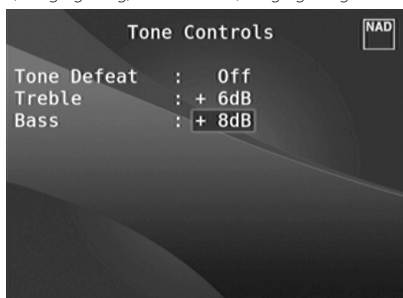 Tone Controls
NAD
Tone Defeat : Off
Treble : + 6dB
Bass : + 8dB